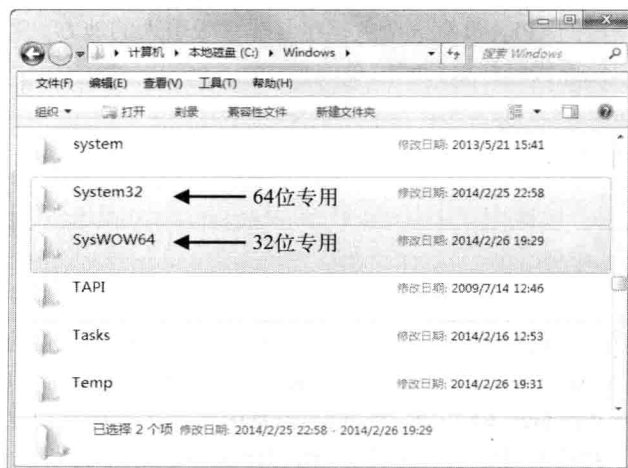 计算机 ▸ 本地磁盘 (C:) ▸ Windows ▸ 搜索 Windows
文件(F) 编辑(E) 查看(V) 工具(T) 帮助(H)
组织 打开 刻录 兼容性文件 新建文件夹
system 修改日期: 2013/5/21 15:41
System32 64位专用 修改日期: 2014/2/25 22:58
SysWOW64 32位专用 修改日期: 2014/2/26 19:29
TAPI 修改日期: 2009/7/14 12:46
Tasks 修改日期: 2014/2/16 12:53
Temp 修改日期: 2014/2/26 19:31
已选择 2 个项 修改日期: 2014/2/25 22:58 - 2014/2/26 19:29